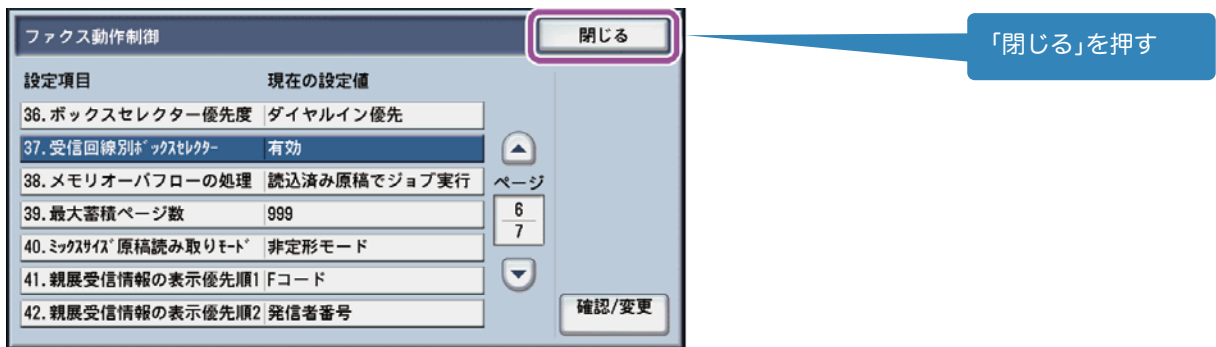 ファクス動作制御
閉じる
「閉じる」を押す
設定項目 現在の設定値
36.ボックスセレクター優先度 ダイヤルイン優先
37.受信回線別ﾎﾞｯｸｽｾﾚｸﾀｰ 有効
38.メモリオーバフローの処理 読込済み原稿でジョブ実行
ページ
39.最大蓄積ページ数 999
6
7
40.ﾐｯｸｽｻｲｽﾞ原稿読み取りﾓｰﾄﾞ 非定形モード
41.親展受信情報の表示優先順1 Fコード
42.親展受信情報の表示優先順2 発信者番号
確認/変更